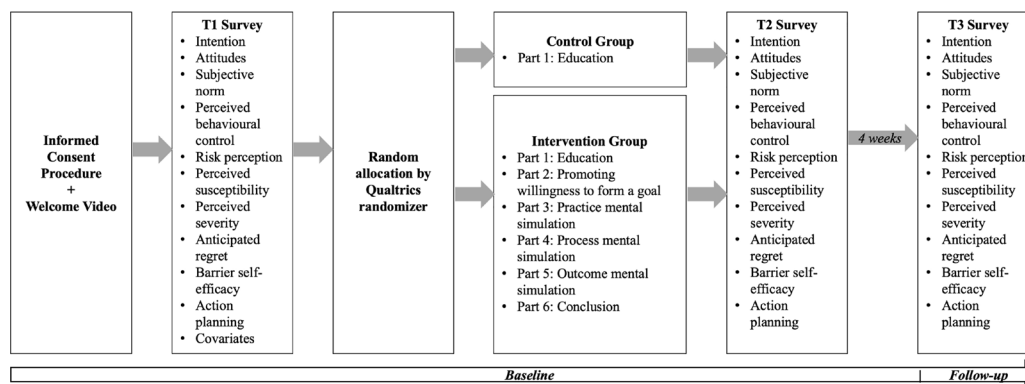 Informed
Consent
Procedure
+
Welcome Video
T1 Survey
• Intention
• Attitudes
• Subjective
norm
• Perceived
behavioural
control
• Risk perception
• Perceived
susceptibility
• Perceived
severity
• Anticipated
regret
• Barrier self-
efficacy
• Action
planning
• Covariates
Random
allocation by
Qualtrics
randomizer
Control Group
• Part 1: Education
Intervention Group
• Part 1: Education
• Part 2: Promoting
willingness to form a goal
• Part 3: Practice mental
simulation
• Part 4: Process mental
simulation
• Part 5: Outcome mental
simulation
• Part 6: Conclusion
T2 Survey
• Intention
• Attitudes
• Subjective
norm
• Perceived
behavioural
control
• Risk perception
• Perceived
susceptibility
• Perceived
severity
• Anticipated
regret
• Barrier self-
efficacy
• Action
planning
4 weeks
T3 Survey
• Intention
• Attitudes
• Subjective
norm
• Perceived
behavioural
control
• Risk perception
• Perceived
susceptibility
• Perceived
severity
• Anticipated
regret
• Barrier self-
efficacy
• Action
planning
Baseline
Follow-up